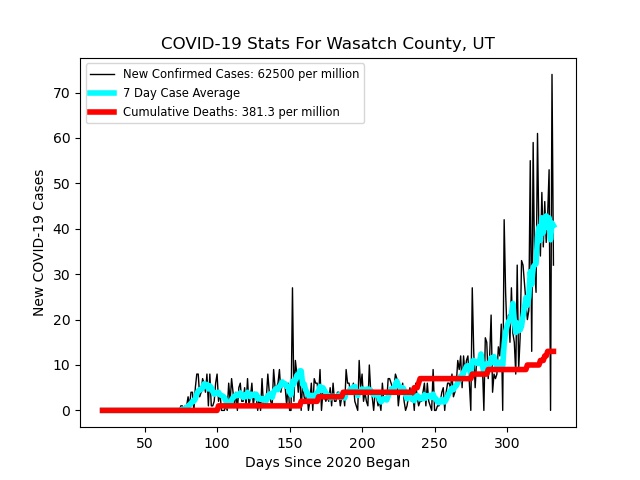 COVID-19 Stats For Wasatch County, UT
New Confirmed Cases: 62500 per million
7 Day Case Average
Cumulative Deaths: 381.3 per million
New COVID-19 Cases
70
60
50
40
30
20
10
0
50
100
150
200
250
300
Days Since 2020 Began